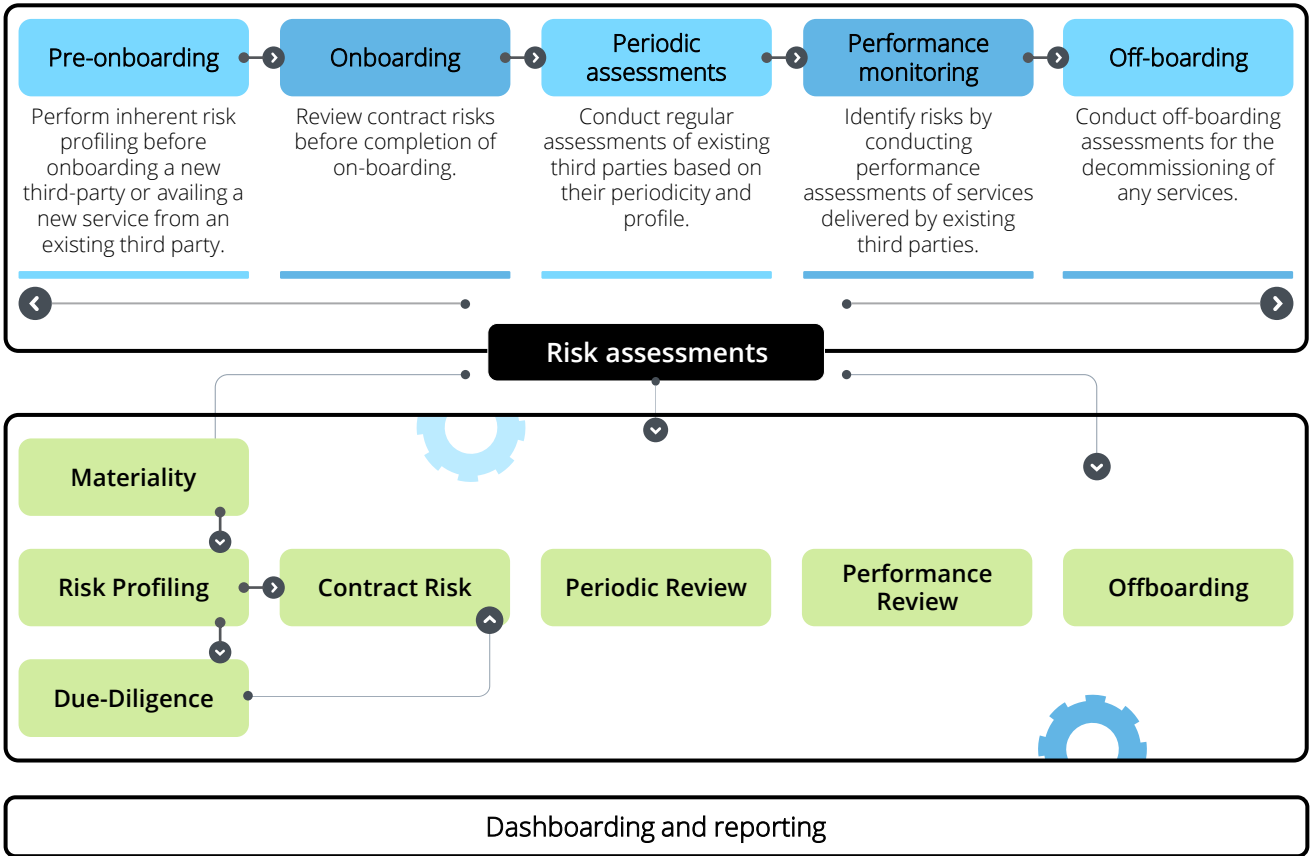 Pre-onboarding
Perform inherent risk
profiling before
onboarding a new
third-party or availing a
new service from an
existing third party.
Onboarding
Review contract risks
before completion of
on-boarding.
Periodic
assessments
Conduct regular
assessments of existing
third parties based on
their periodicity and
profile.
Performance
monitoring
Identify risks by
conducting
performance
assessments of services
delivered by existing
third parties.
Off-boarding
Conduct off-boarding
assessments for the
decommissioning of
any services.
Risk assessments
Materiality
Risk Profiling
Due-Diligence
Contract Risk
Periodic Review
Performance
Review
Offboarding
Dashboarding and reporting